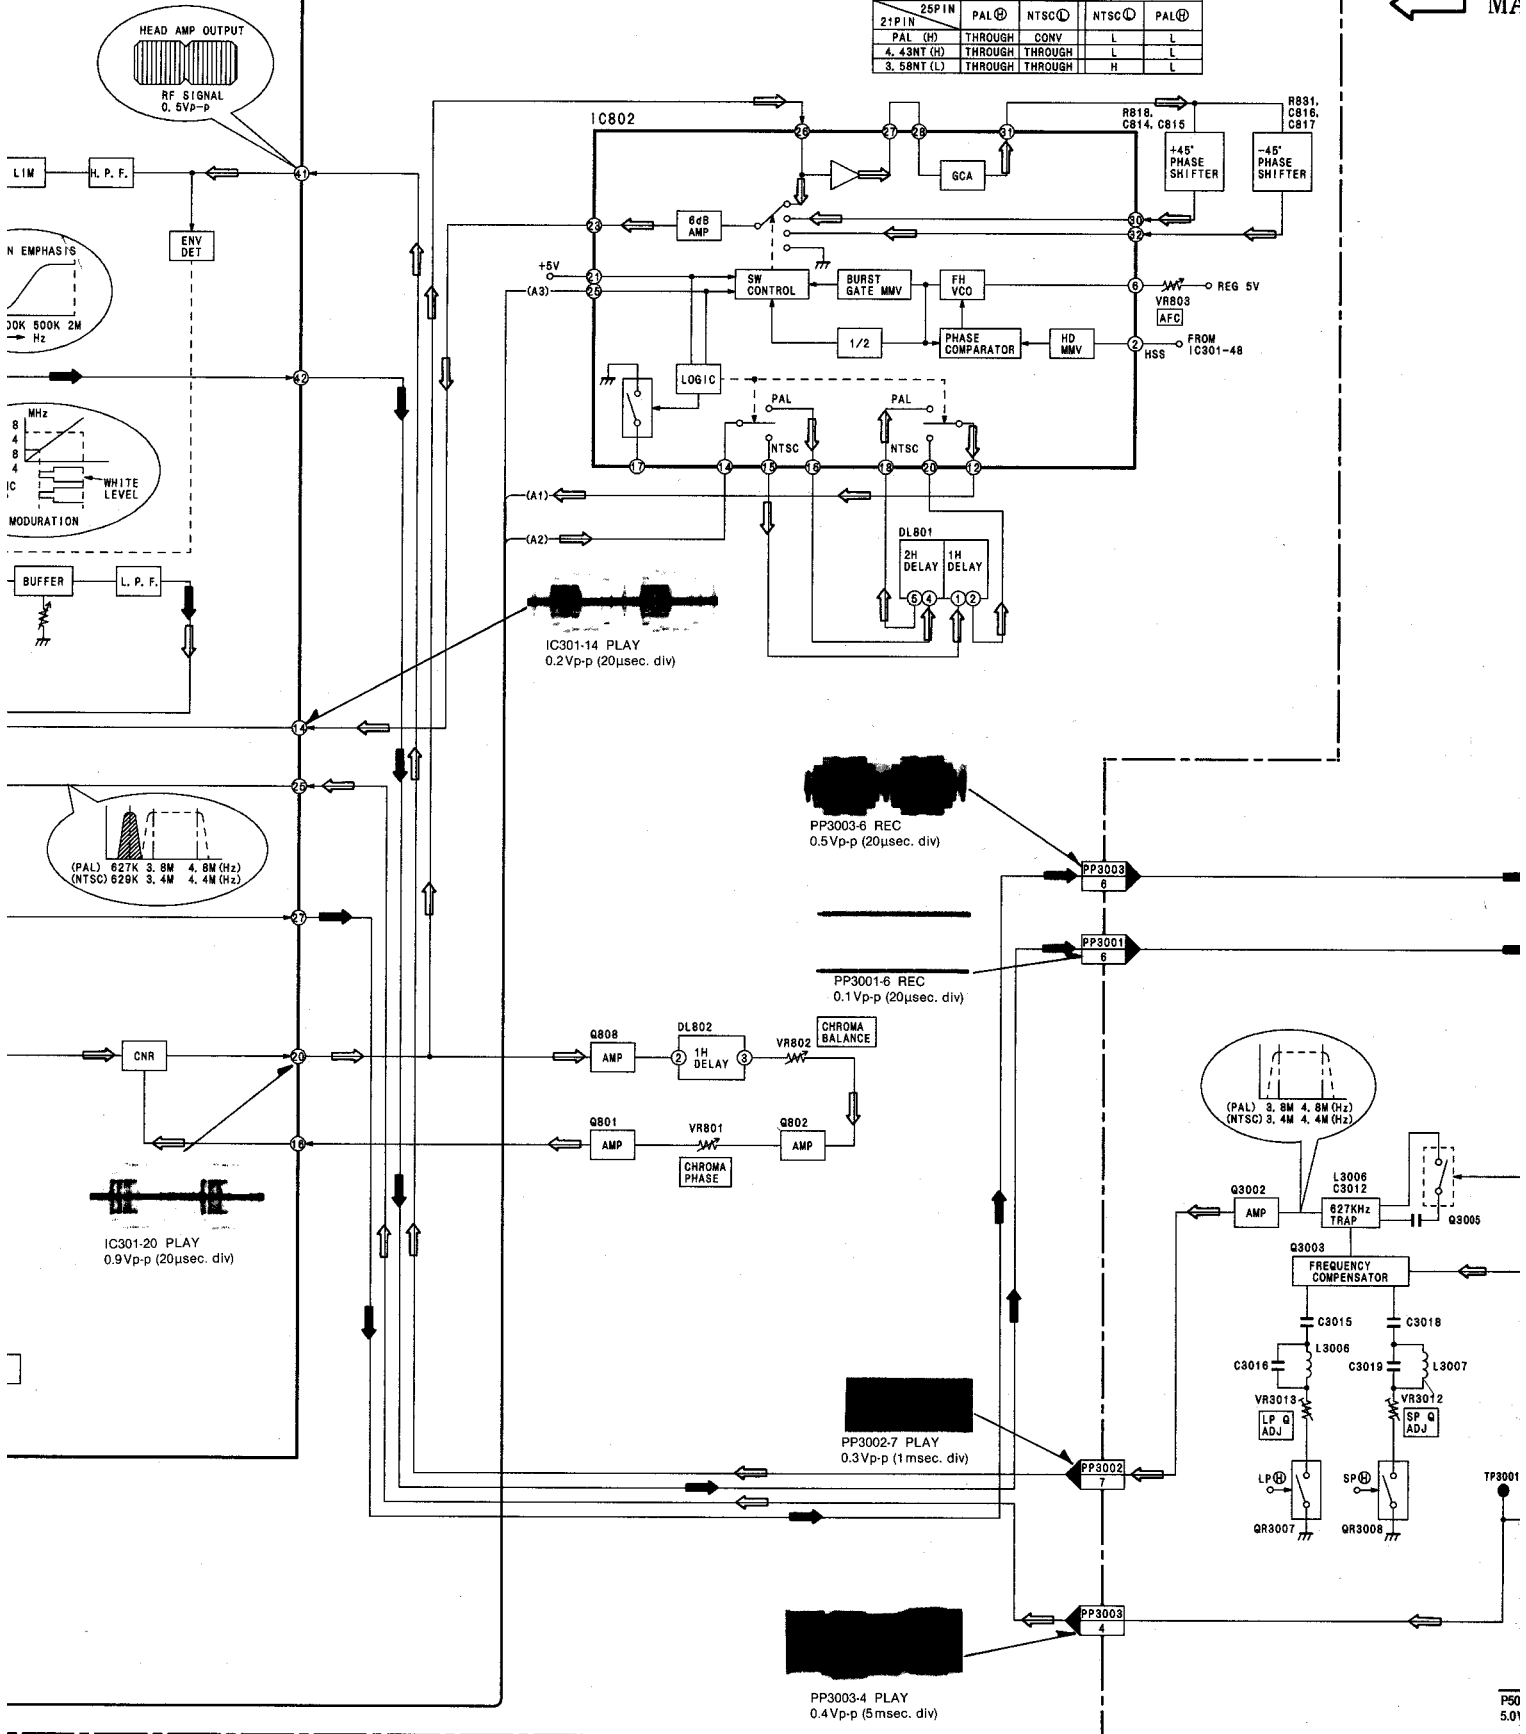 MA
25PIN
21PIN
PAL Ⓗ
NTSC Ⓛ
NTSC Ⓛ
PAL Ⓗ
PAL (H) THROUGH CONV L L
4. 43NT (H) THROUGH THROUGH L L
3. 58NT (L) THROUGH THROUGH H L
HEAD AMP OUTPUT
RF SIGNAL
0. 5Vp-p
LIM
H. P. F.
41
ENV
DET
N EMPHASIS
00K 500K 2M
Hz
42
MHz
8
4
8
4
IC
WHITE
LEVEL
MODURATION
BUFFER
L. P. F.
IC802
26
27
28
31
R818,
C814, C815
R831,
C816,
C817
+45°
PHASE
SHIFTER
-45°
PHASE
SHIFTER
GCA
30
32
23
6dB
AMP
+5V
21
(A3)
25
SW
CONTROL
BURST
GATE MMV
FH
VCO
6
VR803
AFC
REG 5V
1/2
PHASE
COMPARATOR
HD
MMV
2
HSS
FROM
IC301-48
LOGIC
PAL
NTSC
PAL
NTSC
17
14
15
16
18
20
12
(A1)
(A2)
DL801
2H
DELAY
1H
DELAY
5
4
1
2
IC301-14 PLAY
0.2Vp-p (20µsec. div)
14
25
(PAL) 627K 3. 8M 4. 8M (Hz)
(NTSC) 629K 3. 4M 4. 4M (Hz)
27
PP3003-6 REC
0.5Vp-p (20µsec. div)
PP3003
6
PP3001
6
PP3001-6 REC
0.1Vp-p (20µsec. div)
CNR
20
16
Q808
AMP
DL802
2
1H
DELAY
3
VR802
CHROMA
BALANCE
Q801
AMP
VR801
CHROMA
PHASE
Q802
AMP
IC301-20 PLAY
0.9Vp-p (20µsec. div)
(PAL) 3. 8M 4. 8M (Hz)
(NTSC) 3. 4M 4. 4M (Hz)
Q3002
AMP
L3006
C3012
627KHz
TRAP
Q3005
Q3003
FREQUENCY
COMPENSATOR
C3015
C3018
C3016
L3006
C3019
L3007
VR3013
LP Q
ADJ
VR3012
SP Q
ADJ
LP Ⓗ
QR3007
SP Ⓗ
QR3008
TP3001
PP3002-7 PLAY
0.3Vp-p (1msec. div)
PP3002
7
PP3003
4
PP3003-4 PLAY
0.4Vp-p (5msec. div)
P50
5.0V